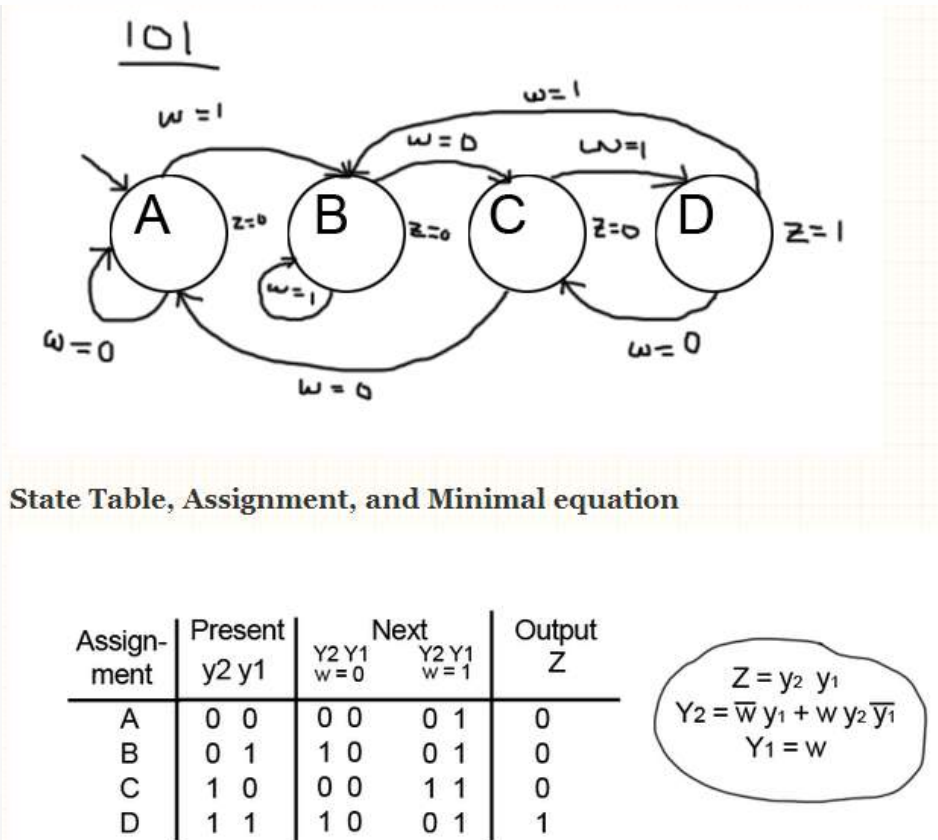 101
w=1
w=1
w=0
w=1
A
z=0
B
z=0
C
z=0
D
z=1
w=1
w=0
w=0
w=0
State Table, Assignment, and Minimal equation
Assign-
ment
Present
y2 y1
Next
Y2 Y1
w = 0
Y2 Y1
w = 1
Output
Z
A 0 0 0 0 0 1 0
B 0 1 1 0 0 1 0
C 1 0 0 0 1 1 0
D 1 1 1 0 0 1 1
Z = y₂ y₁
Y₂ = w̅ y₁ + w y₂ y̅₁
Y₁ = w